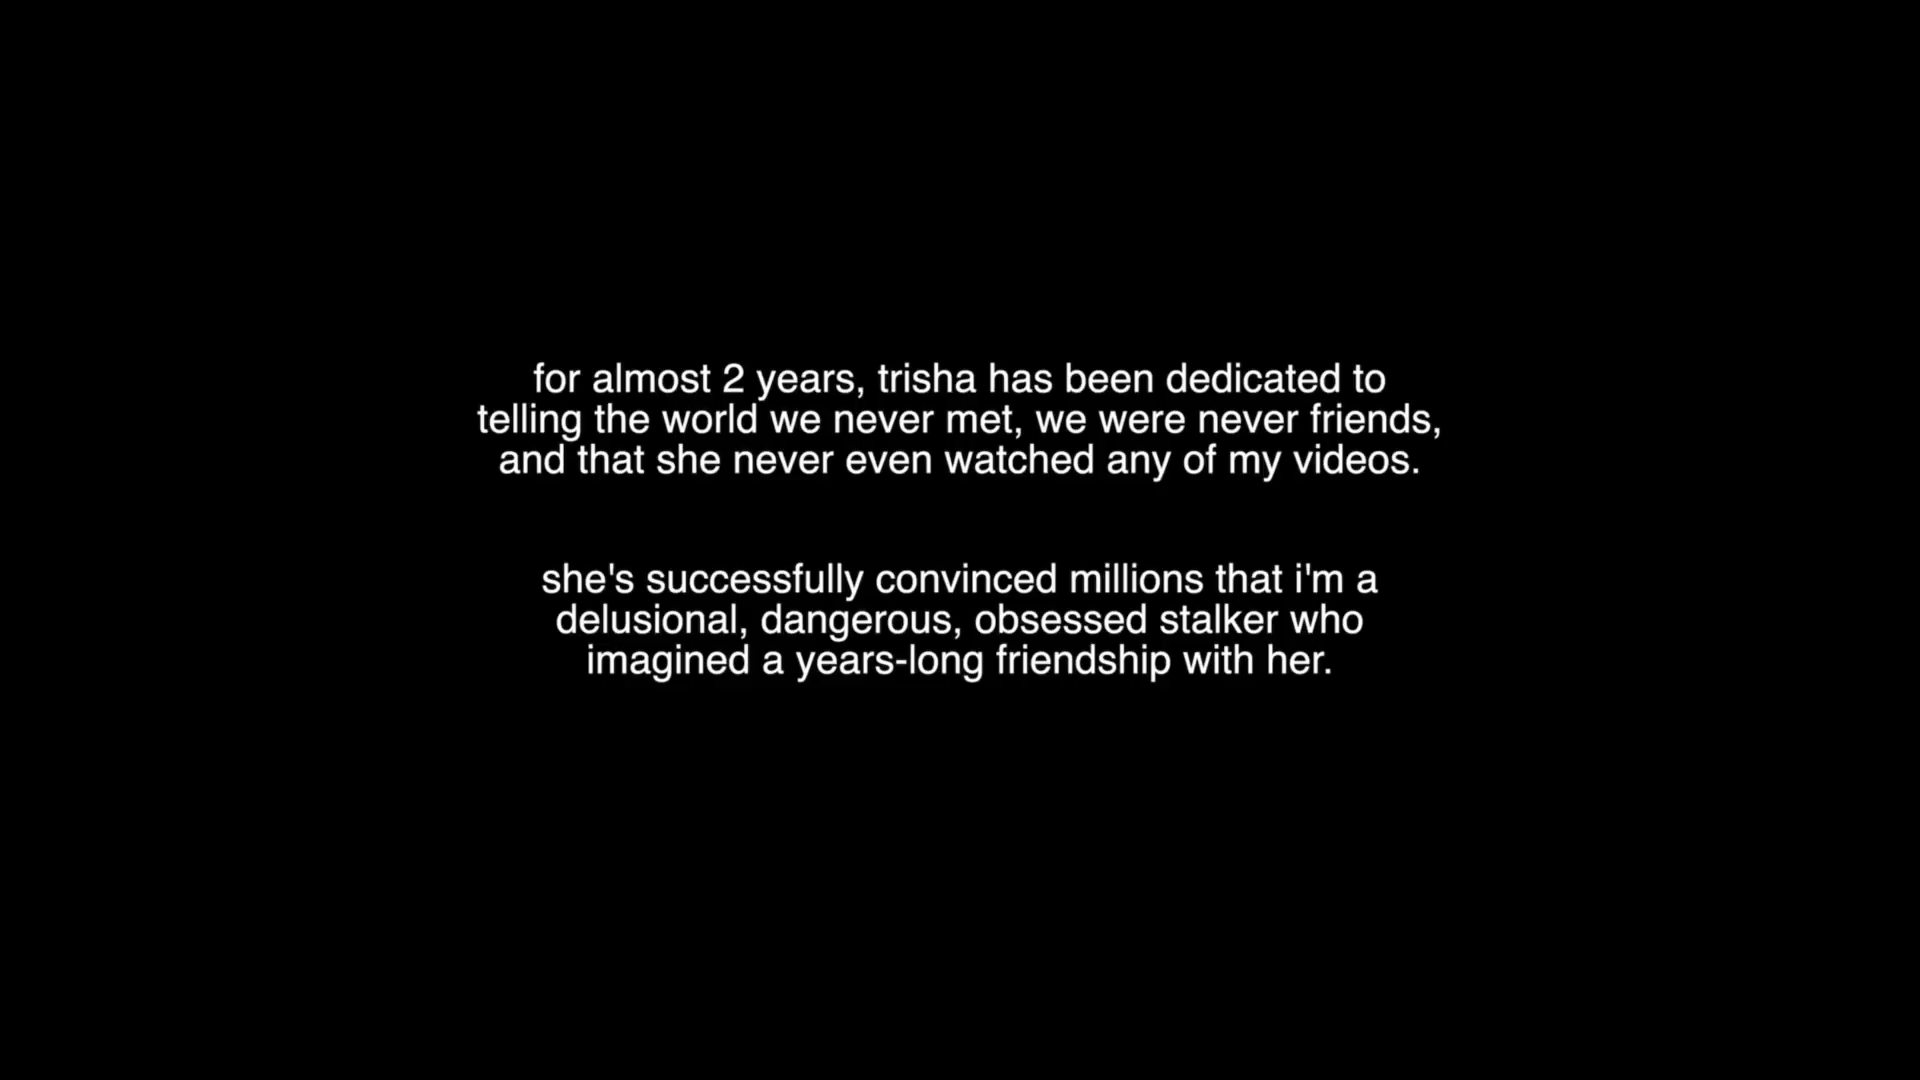 for almost 2 years, trisha has been dedicated to
telling the world we never met, we were never friends,
and that she never even watched any of my videos.
she's successfully convinced millions that i'm a
delusional, dangerous, obsessed stalker who
imagined a years-long friendship with her.